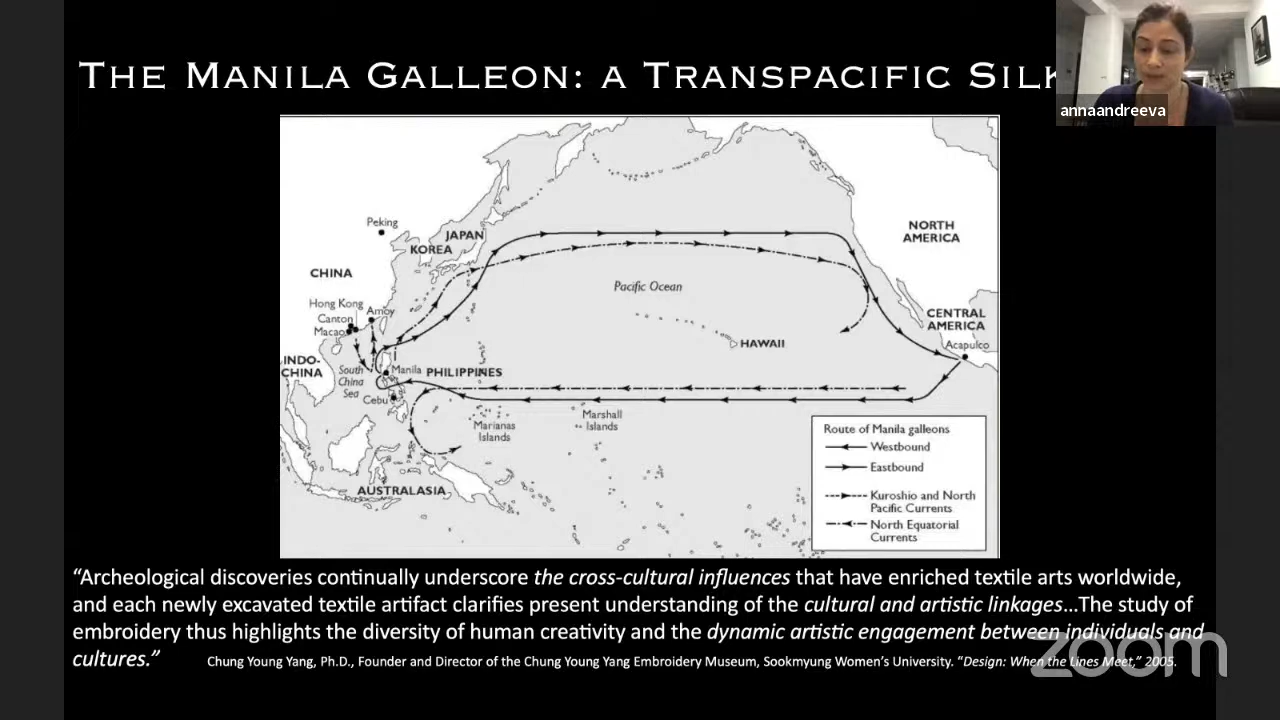 THE MANILA GALLEON: A TRANSPACIFIC SILK
annaandreeva
Peking
JAPAN
KOREA
NORTH
AMERICA
CHINA
Pacific Ocean
Hong Kong
Canton
Amoy
Macao
CENTRAL
AMERICA
Acapulco
HAWAII
INDO-
CHINA
South
China
Sea
Manila
PHILIPPINES
Cebu
Marianas
Islands
Marshall
Islands
AUSTRALASIA
Route of Manila galleons
Westbound
Eastbound
Kuroshio and North
Pacific Currents
North Equatorial
Currents
“Archeological discoveries continually underscore the cross-cultural influences that have enriched textile arts worldwide,
and each newly excavated textile artifact clarifies present understanding of the cultural and artistic linkages…The study of
embroidery thus highlights the diversity of human creativity and the dynamic artistic engagement between individuals and
cultures.” Chung Young Yang, Ph.D., Founder and Director of the Chung Young Yang Embroidery Museum, Sookmyung Women’s University. “Design: When the Lines Meet,” 2005.
zoom